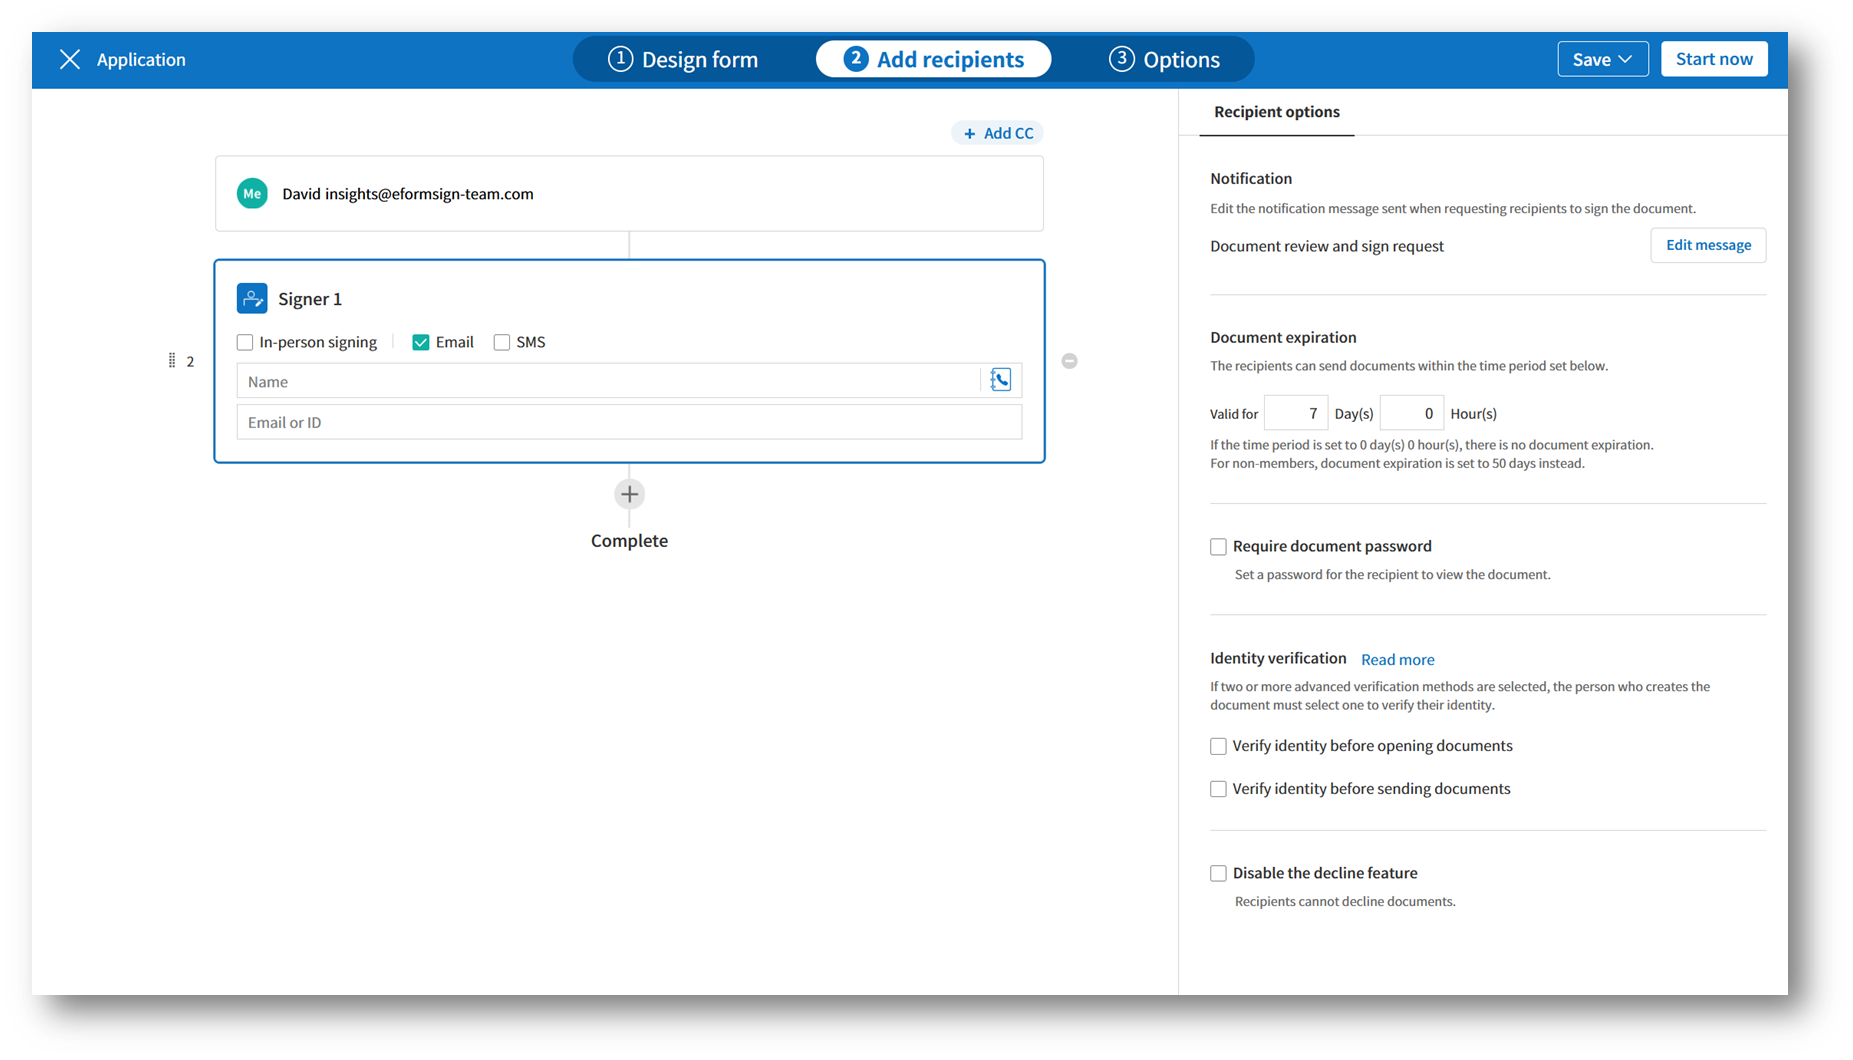 Application
1 Design form
2 Add recipients
3 Options
Save
Start now
+ Add CC
Me
David insights@eformsign-team.com
Signer 1
In-person signing
Email
SMS
2
Name
Email or ID
+
Complete
Recipient options
Notification
Edit the notification message sent when requesting recipients to sign the document.
Document review and sign request
Edit message
Document expiration
The recipients can send documents within the time period set below.
Valid for 7 Day(s) 0 Hour(s)
If the time period is set to 0 day(s) 0 hour(s), there is no document expiration.
For non-members, document expiration is set to 50 days instead.
Require document password
Set a password for the recipient to view the document.
Identity verification Read more
If two or more advanced verification methods are selected, the person who creates the
document must select one to verify their identity.
Verify identity before opening documents
Verify identity before sending documents
Disable the decline feature
Recipients cannot decline documents.